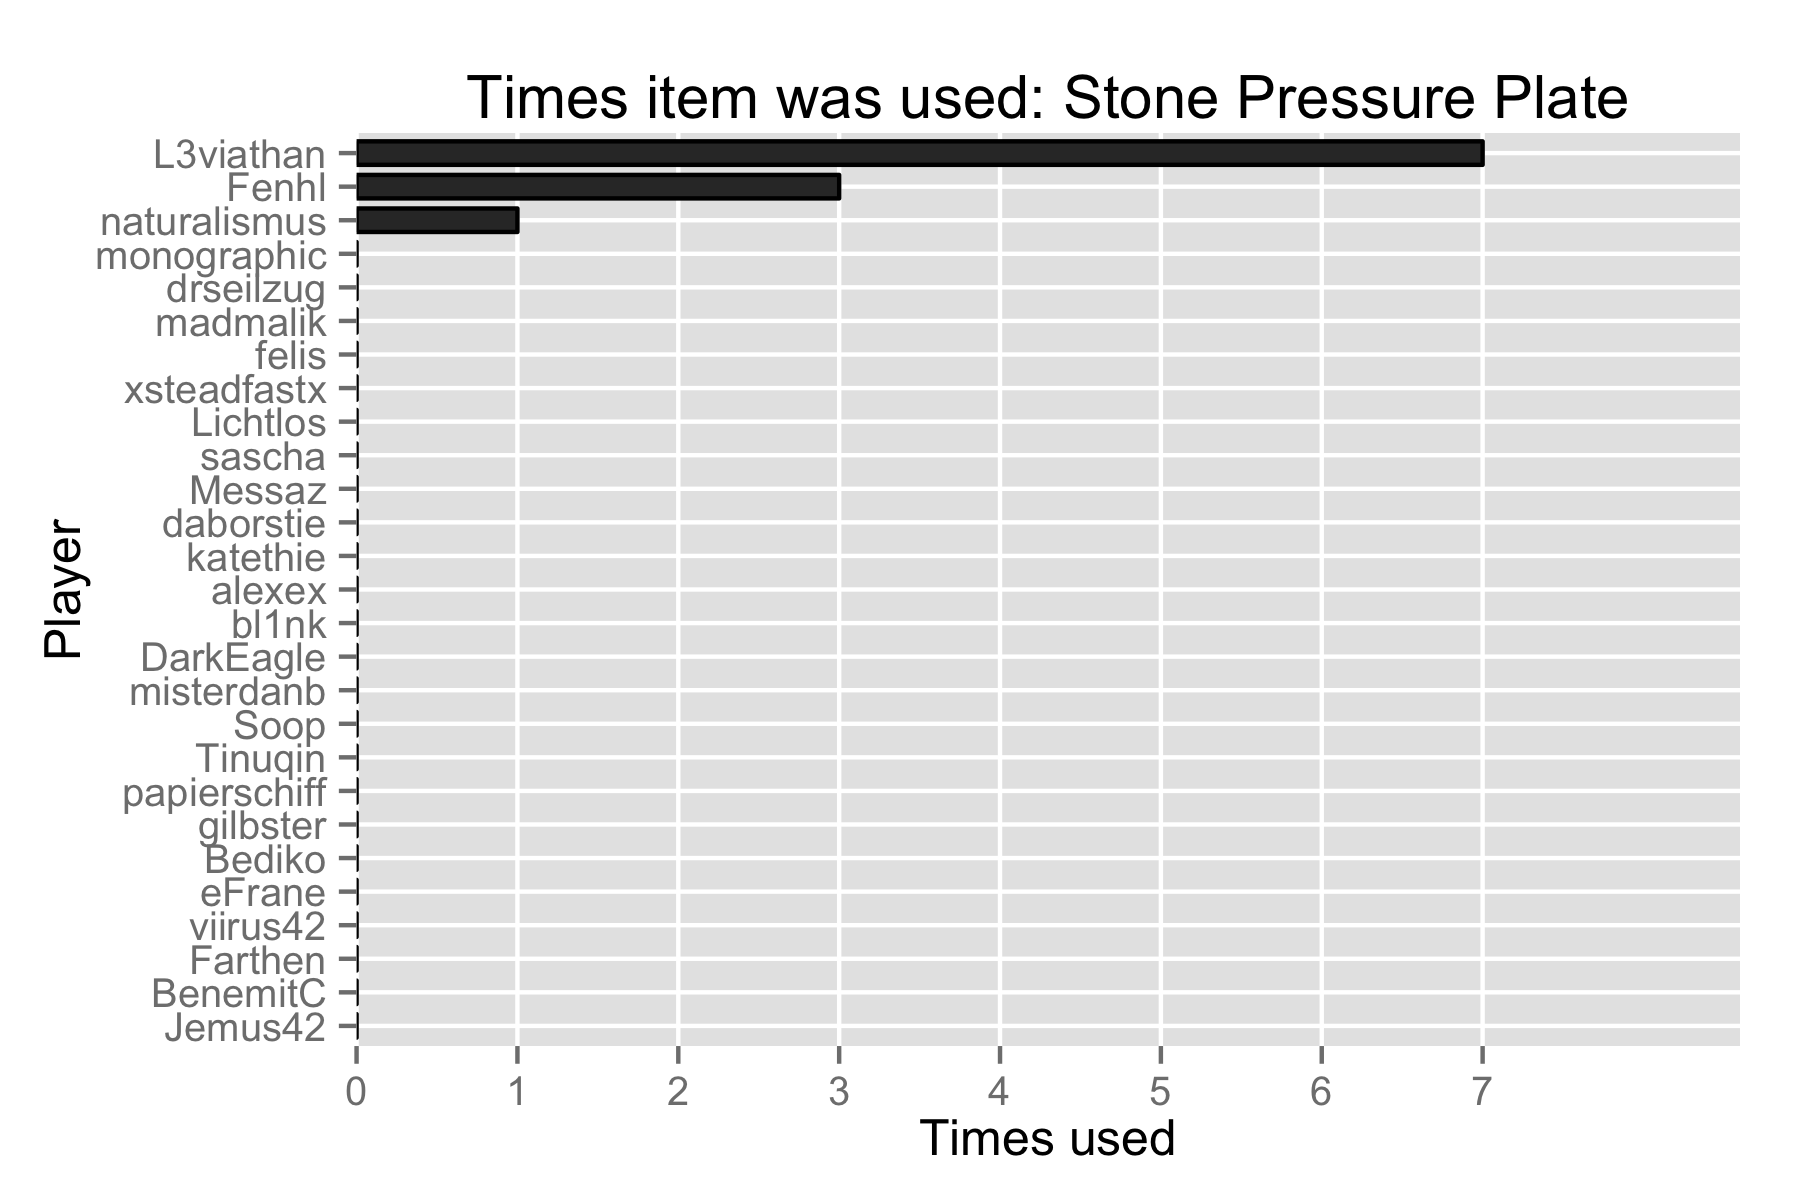 Times item was used: Stone Pressure Plate
L3viathan
Fenhl
naturalismus
monographic
drseilzug
madmalik
felis
xsteadfastx
Lichtlos
sascha
Messaz
daborstie
katethie
alexex
bl1nk
DarkEagle
misterdanb
Soop
Tinuqin
papierschiff
gilbster
Bediko
eFrane
viirus42
Farthen
BenemitC
Jemus42
Player
0 1 2 3 4 5 6 7
Times used